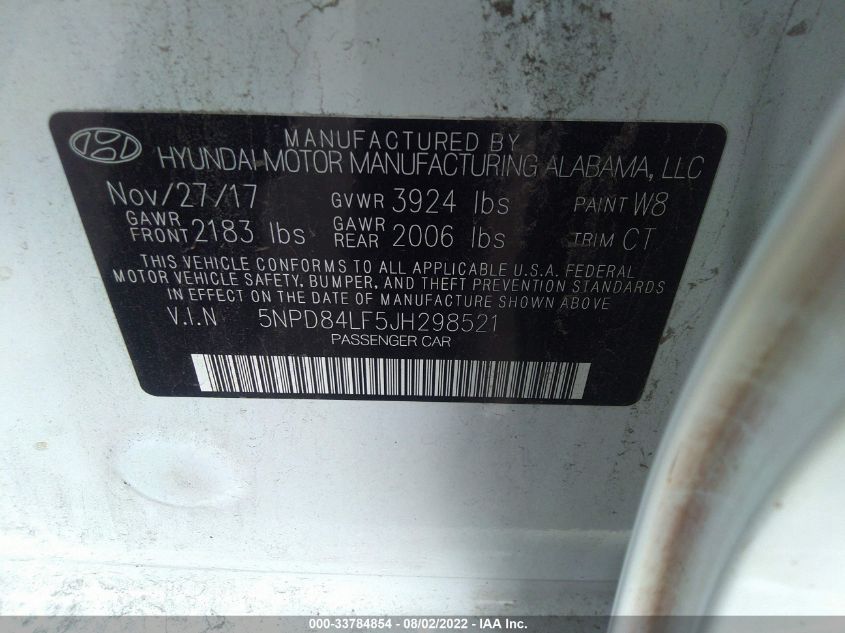 MANUFACTURED BY
HYUNDAI MOTOR MANUFACTURING ALABAMA, LLC
Nov/27/17 GVWR 3924 lbs PAINT W8
GAWR FRONT 2183 lbs GAWR REAR 2006 lbs TRIM CT
THIS VEHICLE CONFORMS TO ALL APPLICABLE U.S.A. FEDERAL
MOTOR VEHICLE SAFETY, BUMPER, AND THEFT PREVENTION STANDARDS
IN EFFECT ON THE DATE OF MANUFACTURE SHOWN ABOVE.
V.I.N 5NPD84LF5JH298521
PASSENGER CAR
000-33784854 - 08/02/2022 - IAA Inc.